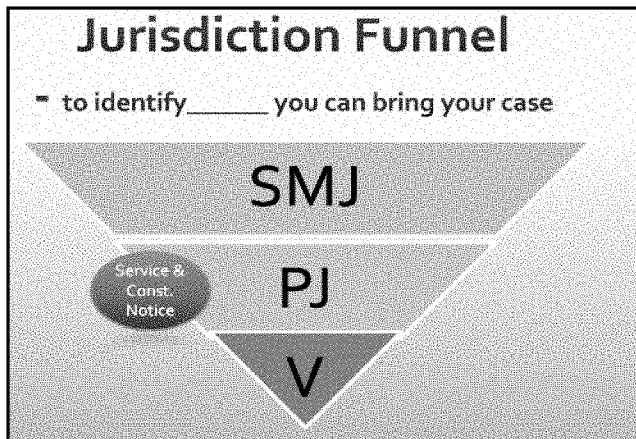 Jurisdiction Funnel
- to identify______ you can bring your case
SMJ
Service &
Const.
Notice
PJ
V